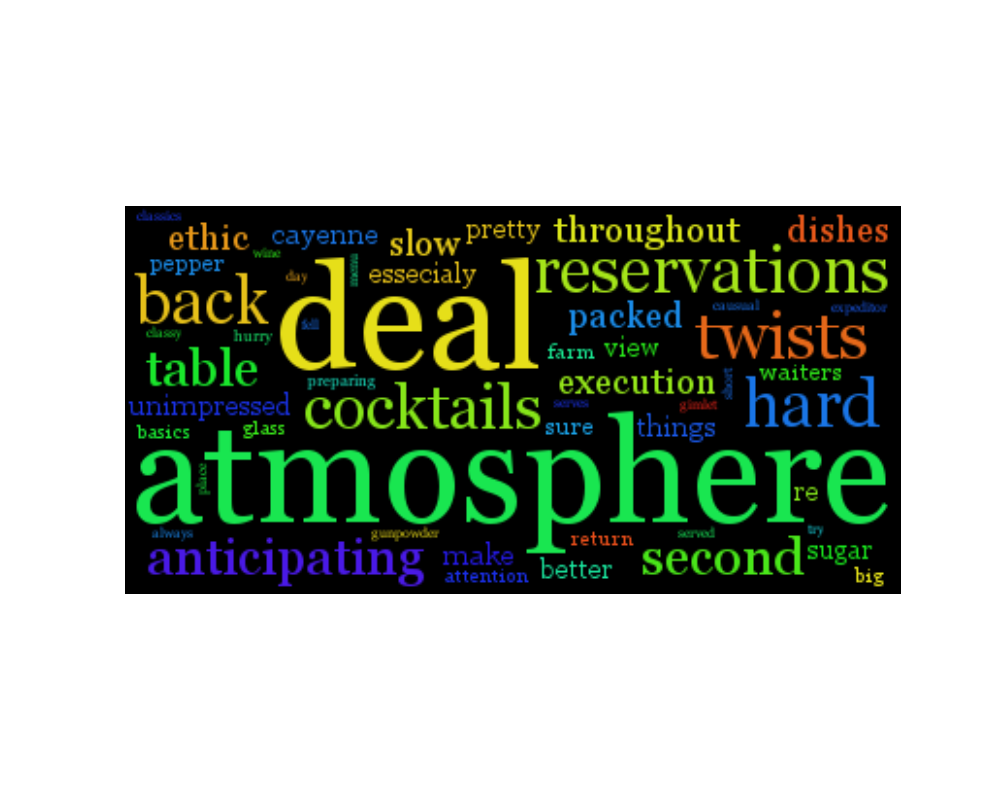 classics
ethic cayenne slow pretty throughout dishes
pepper wine day menu essecialy reservations
back deal fell packed causual expeditor
classy hurry farm view twists
table preparing execution short waiters
unimpressed cocktails serves gimlet hard
basics glass sure things
atmosphere place re
always gunpowder return served try
anticipating make better second sugar
attention big